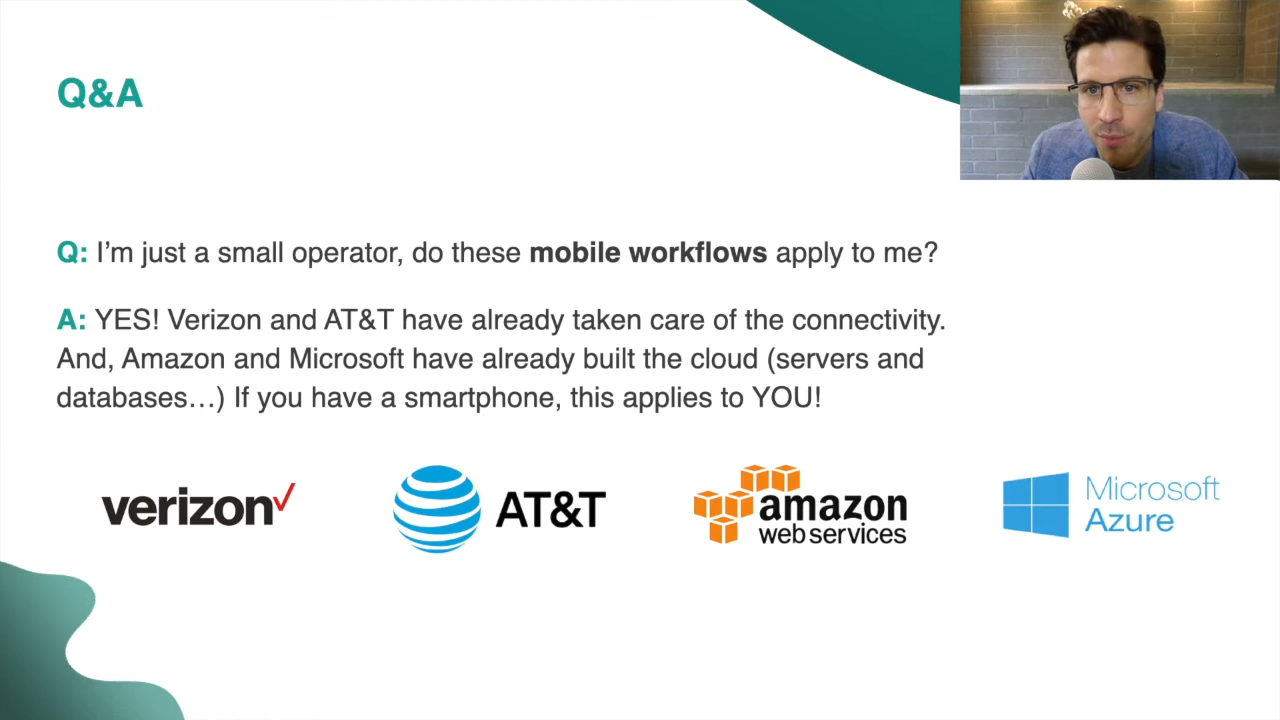 Q&A
Q: I’m just a small operator, do these mobile workflows apply to me?
A: YES! Verizon and AT&T have already taken care of the connectivity.
And, Amazon and Microsoft have already built the cloud (servers and
databases…) If you have a smartphone, this applies to YOU!
verizon
AT&T
amazon
web services
Microsoft
Azure